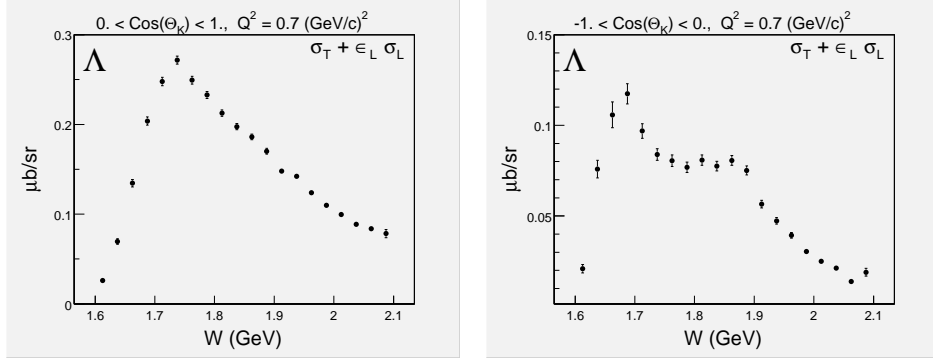 0. < Cos(Θ_K) < 1., Q² = 0.7 (GeV/c)²
Λ
σ_T + ∈_L σ_L
μb/sr
0.3
0.2
0.1
0
1.6 1.7 1.8 1.9 2 2.1
W (GeV)
-1. < Cos(Θ_K) < 0., Q² = 0.7 (GeV/c)²
Λ
σ_T + ∈_L σ_L
μb/sr
0.15
0.1
0.05
1.6 1.7 1.8 1.9 2 2.1
W (GeV)